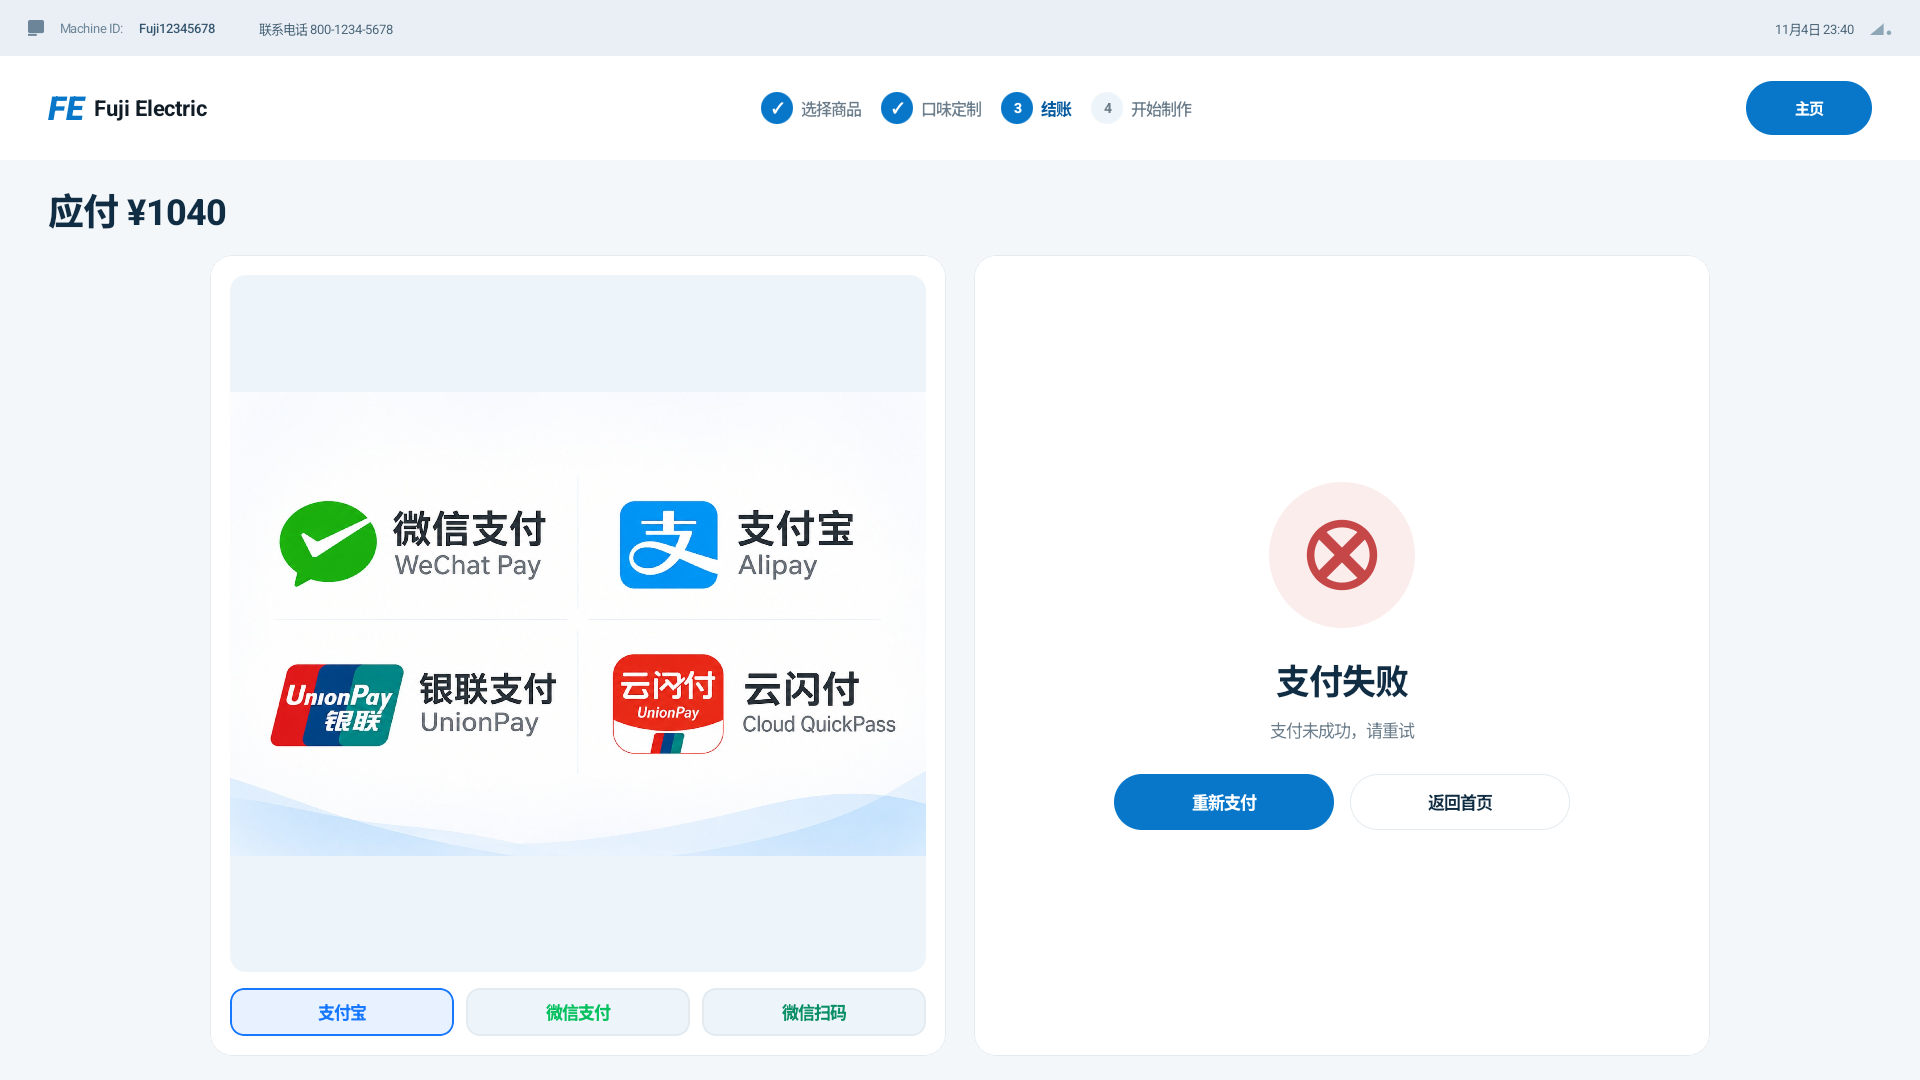 Machine ID: Fuji12345678 联系电话 800-1234-5678 11月4日 23:40
FE Fuji Electric
✓ 选择商品 ✓ 口味定制 3 结账 4 开始制作
主页
应付 ¥1040
微信支付
WeChat Pay
支
支付宝
Alipay
UnionPay
银联
银联支付
UnionPay
云闪付
UnionPay
云闪付
Cloud QuickPass
支付宝 微信支付 微信扫码
支付失败
支付未成功，请重试
重新支付 返回首页